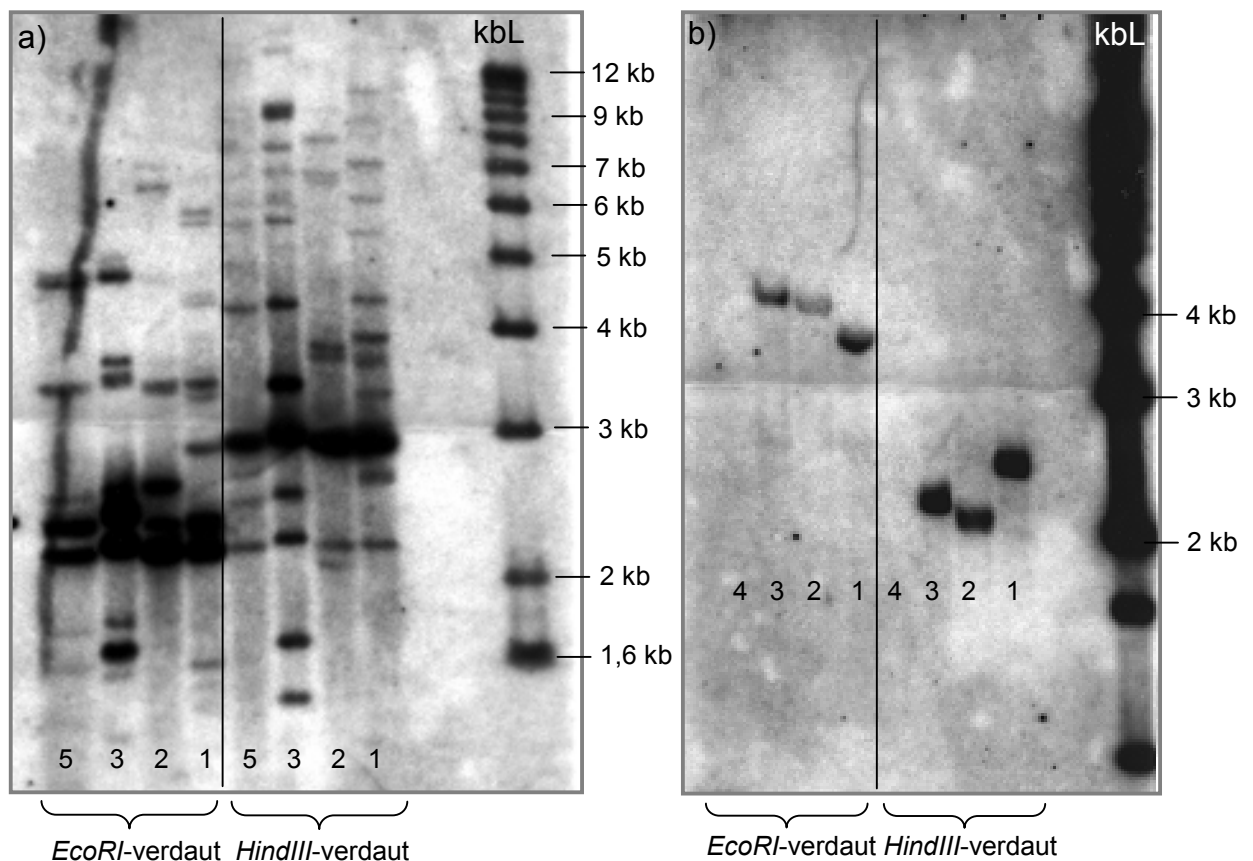 a)
kbL
12 kb
9 kb
7 kb
6 kb
5 kb
4 kb
3 kb
2 kb
1,6 kb
5 3 2 1 5 3 2 1
EcoRI-verdaut HindIII-verdaut
b)
kbL
4 kb
3 kb
2 kb
4 3 2 1 4 3 2 1
EcoRI-verdaut HindIII-verdaut